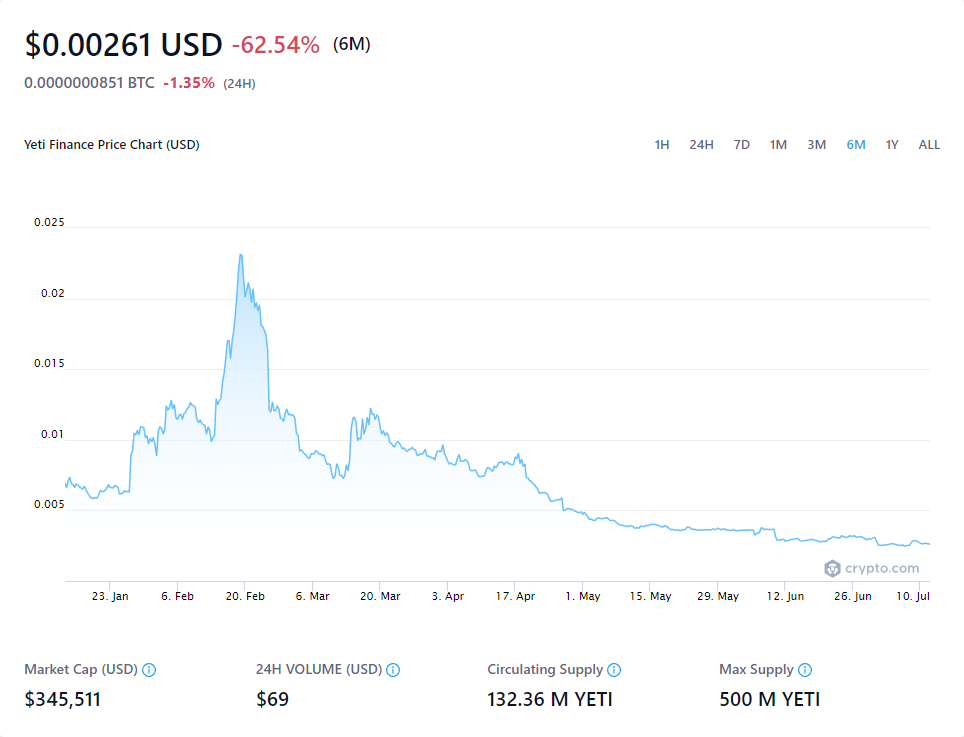 $0.00261 USD -62.54% (6M)
0.0000000851 BTC -1.35% (24H)
Yeti Finance Price Chart (USD) 1H 24H 7D 1M 3M 6M 1Y ALL
0.025
0.02
0.015
0.01
0.005
crypto.com
23. Jan 6. Feb 20. Feb 6. Mar 20. Mar 3. Apr 17. Apr 1. May 15. May 29. May 12. Jun 26. Jun 10. Jul
Market Cap (USD) 24H VOLUME (USD) Circulating Supply Max Supply
$345,511 $69 132.36 M YETI 500 M YETI